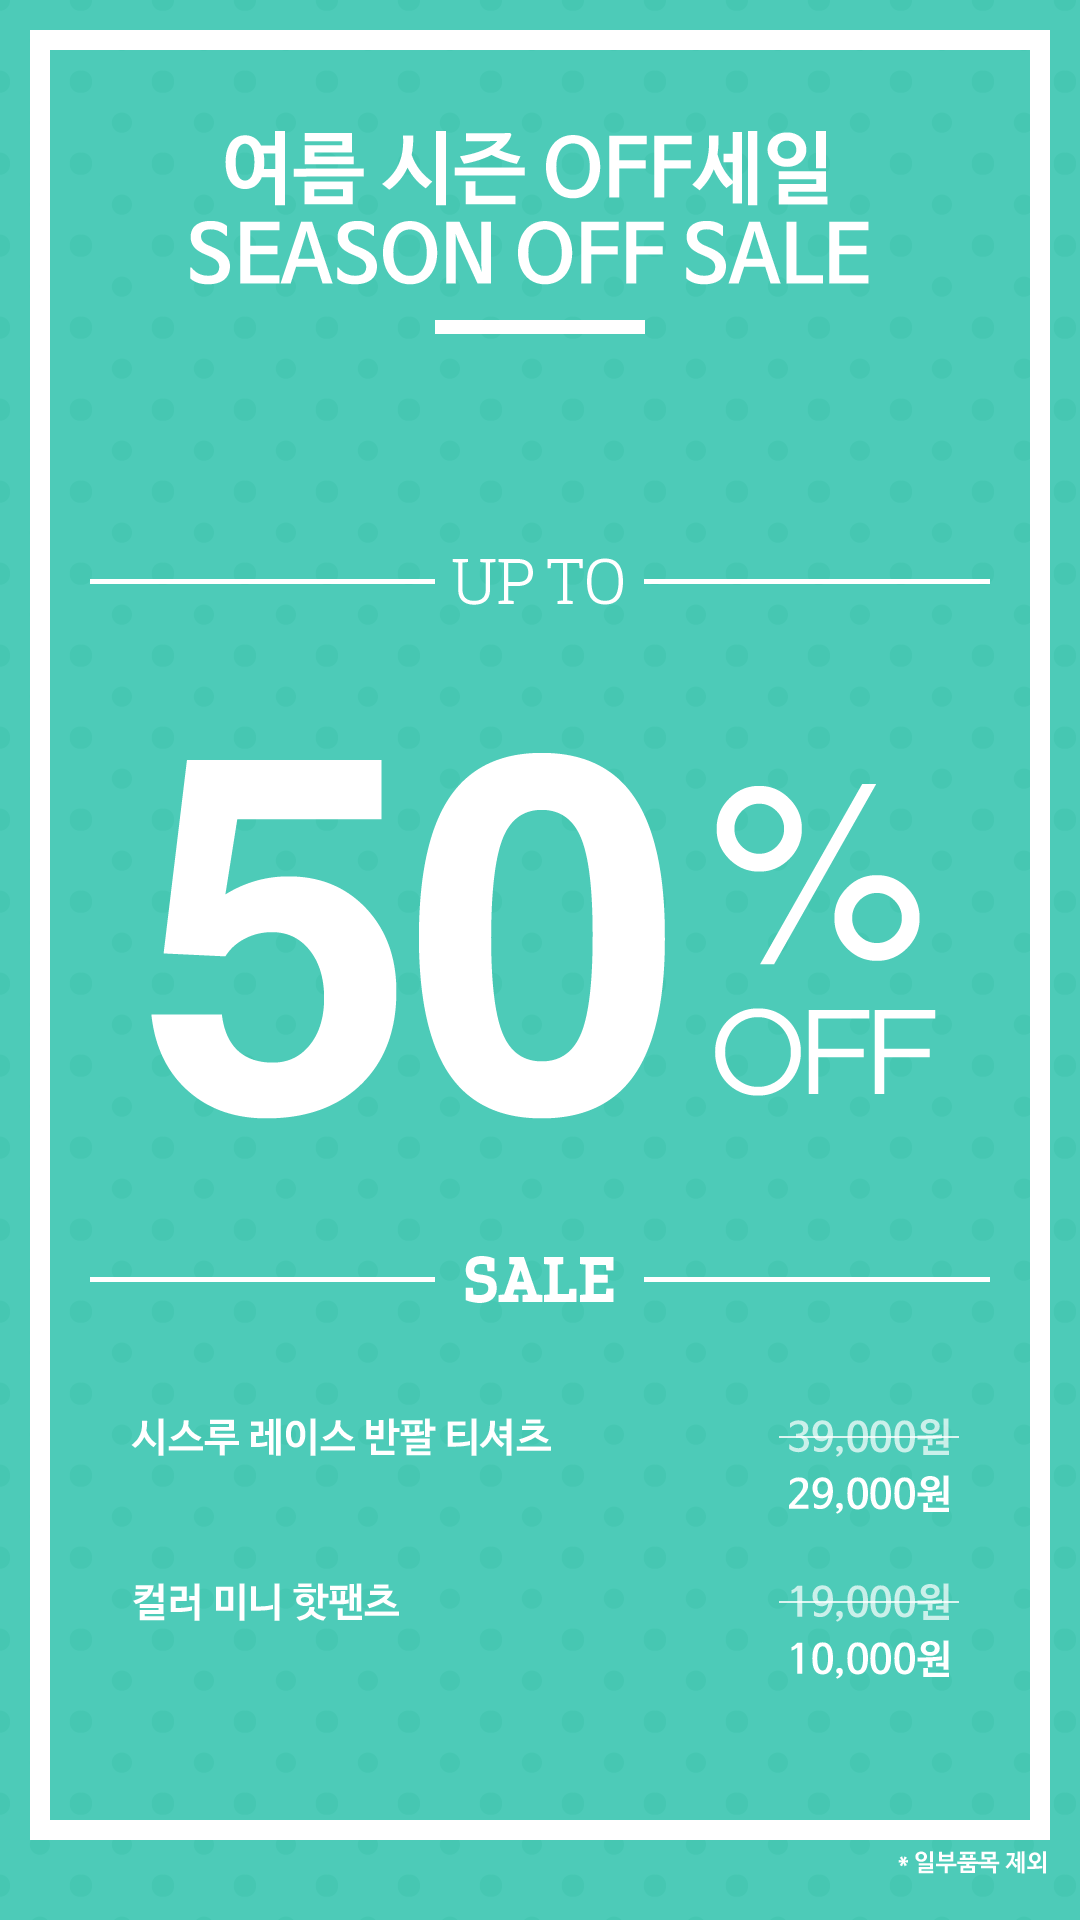 여름 시즌 OFF세일
SEASON OFF SALE
UP TO
50%
OFF
SALE
시스루 레이스 반팔 티셔츠 39,000원
29,000원
컬러 미니 핫팬츠 19,000원
10,000원
* 일부품목 제외